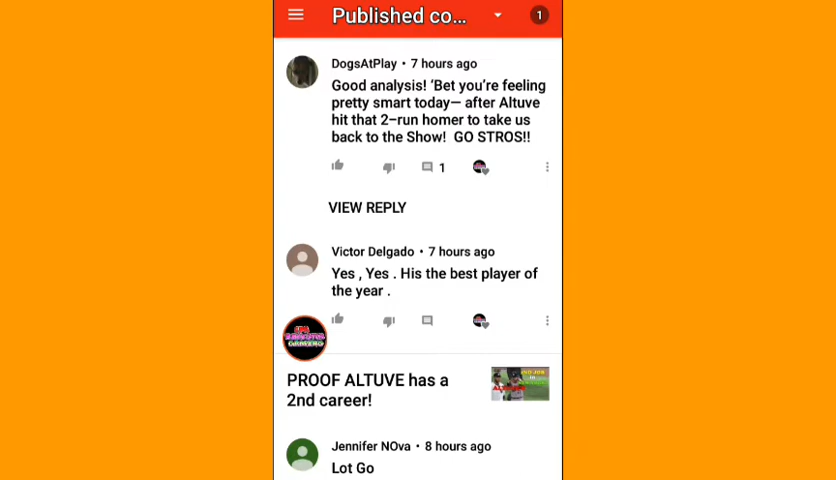 Published co...
1
DogsAtPlay • 7 hours ago
Good analysis! ‘Bet you’re feeling
pretty smart today— after Altuve
hit that 2–run homer to take us
back to the Show! GO STROS!!
1
VIEW REPLY
Victor Delgado • 7 hours ago
Yes , Yes . His the best player of
the year .
PROOF ALTUVE has a
2nd career!
Jennifer NOva • 8 hours ago
Lot Go